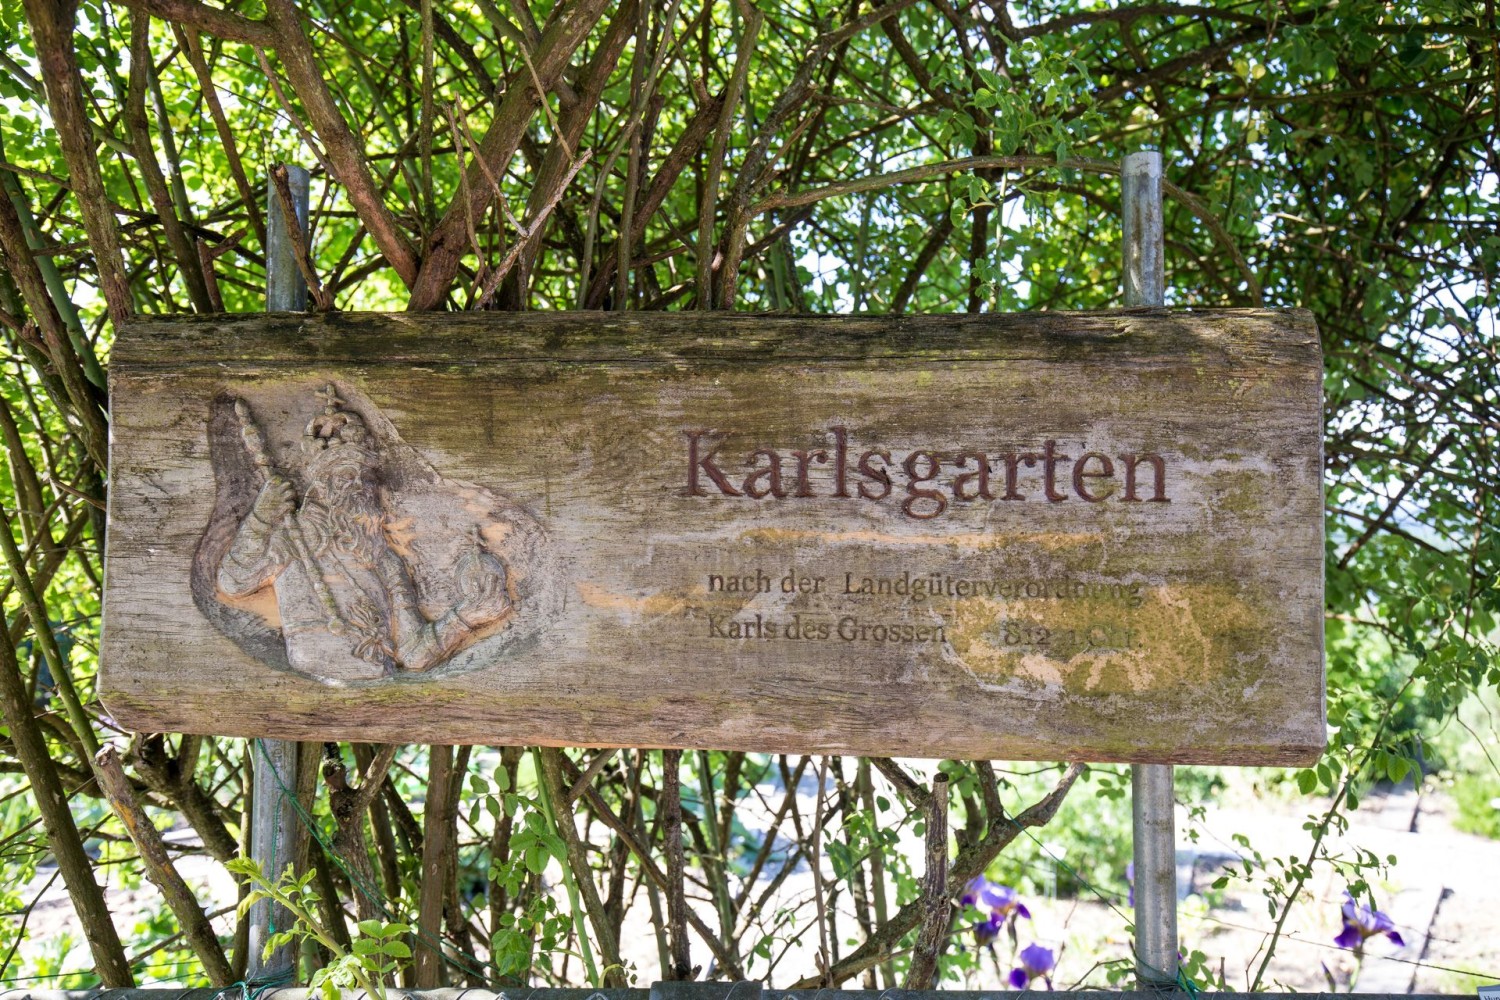 Karlsgarten
nach der Landgüterverordnung
Karls des Grossen 812 n.Chr.